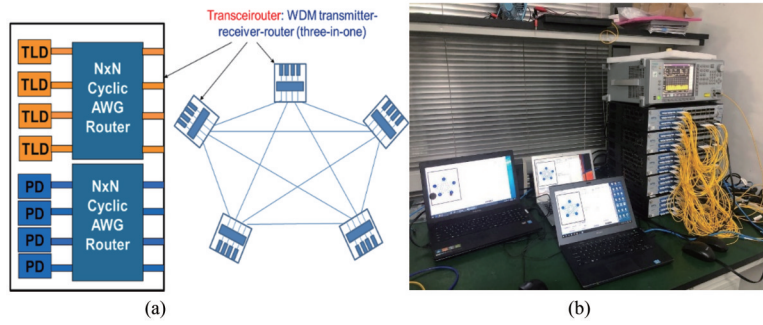 Transceirouter: WDM transmitter-
receiver-router (three-in-one)
TLD
TLD
TLD
TLD
NxN
Cyclic
AWG
Router
PD
PD
PD
PD
NxN
Cyclic
AWG
Router
(a)
(b)